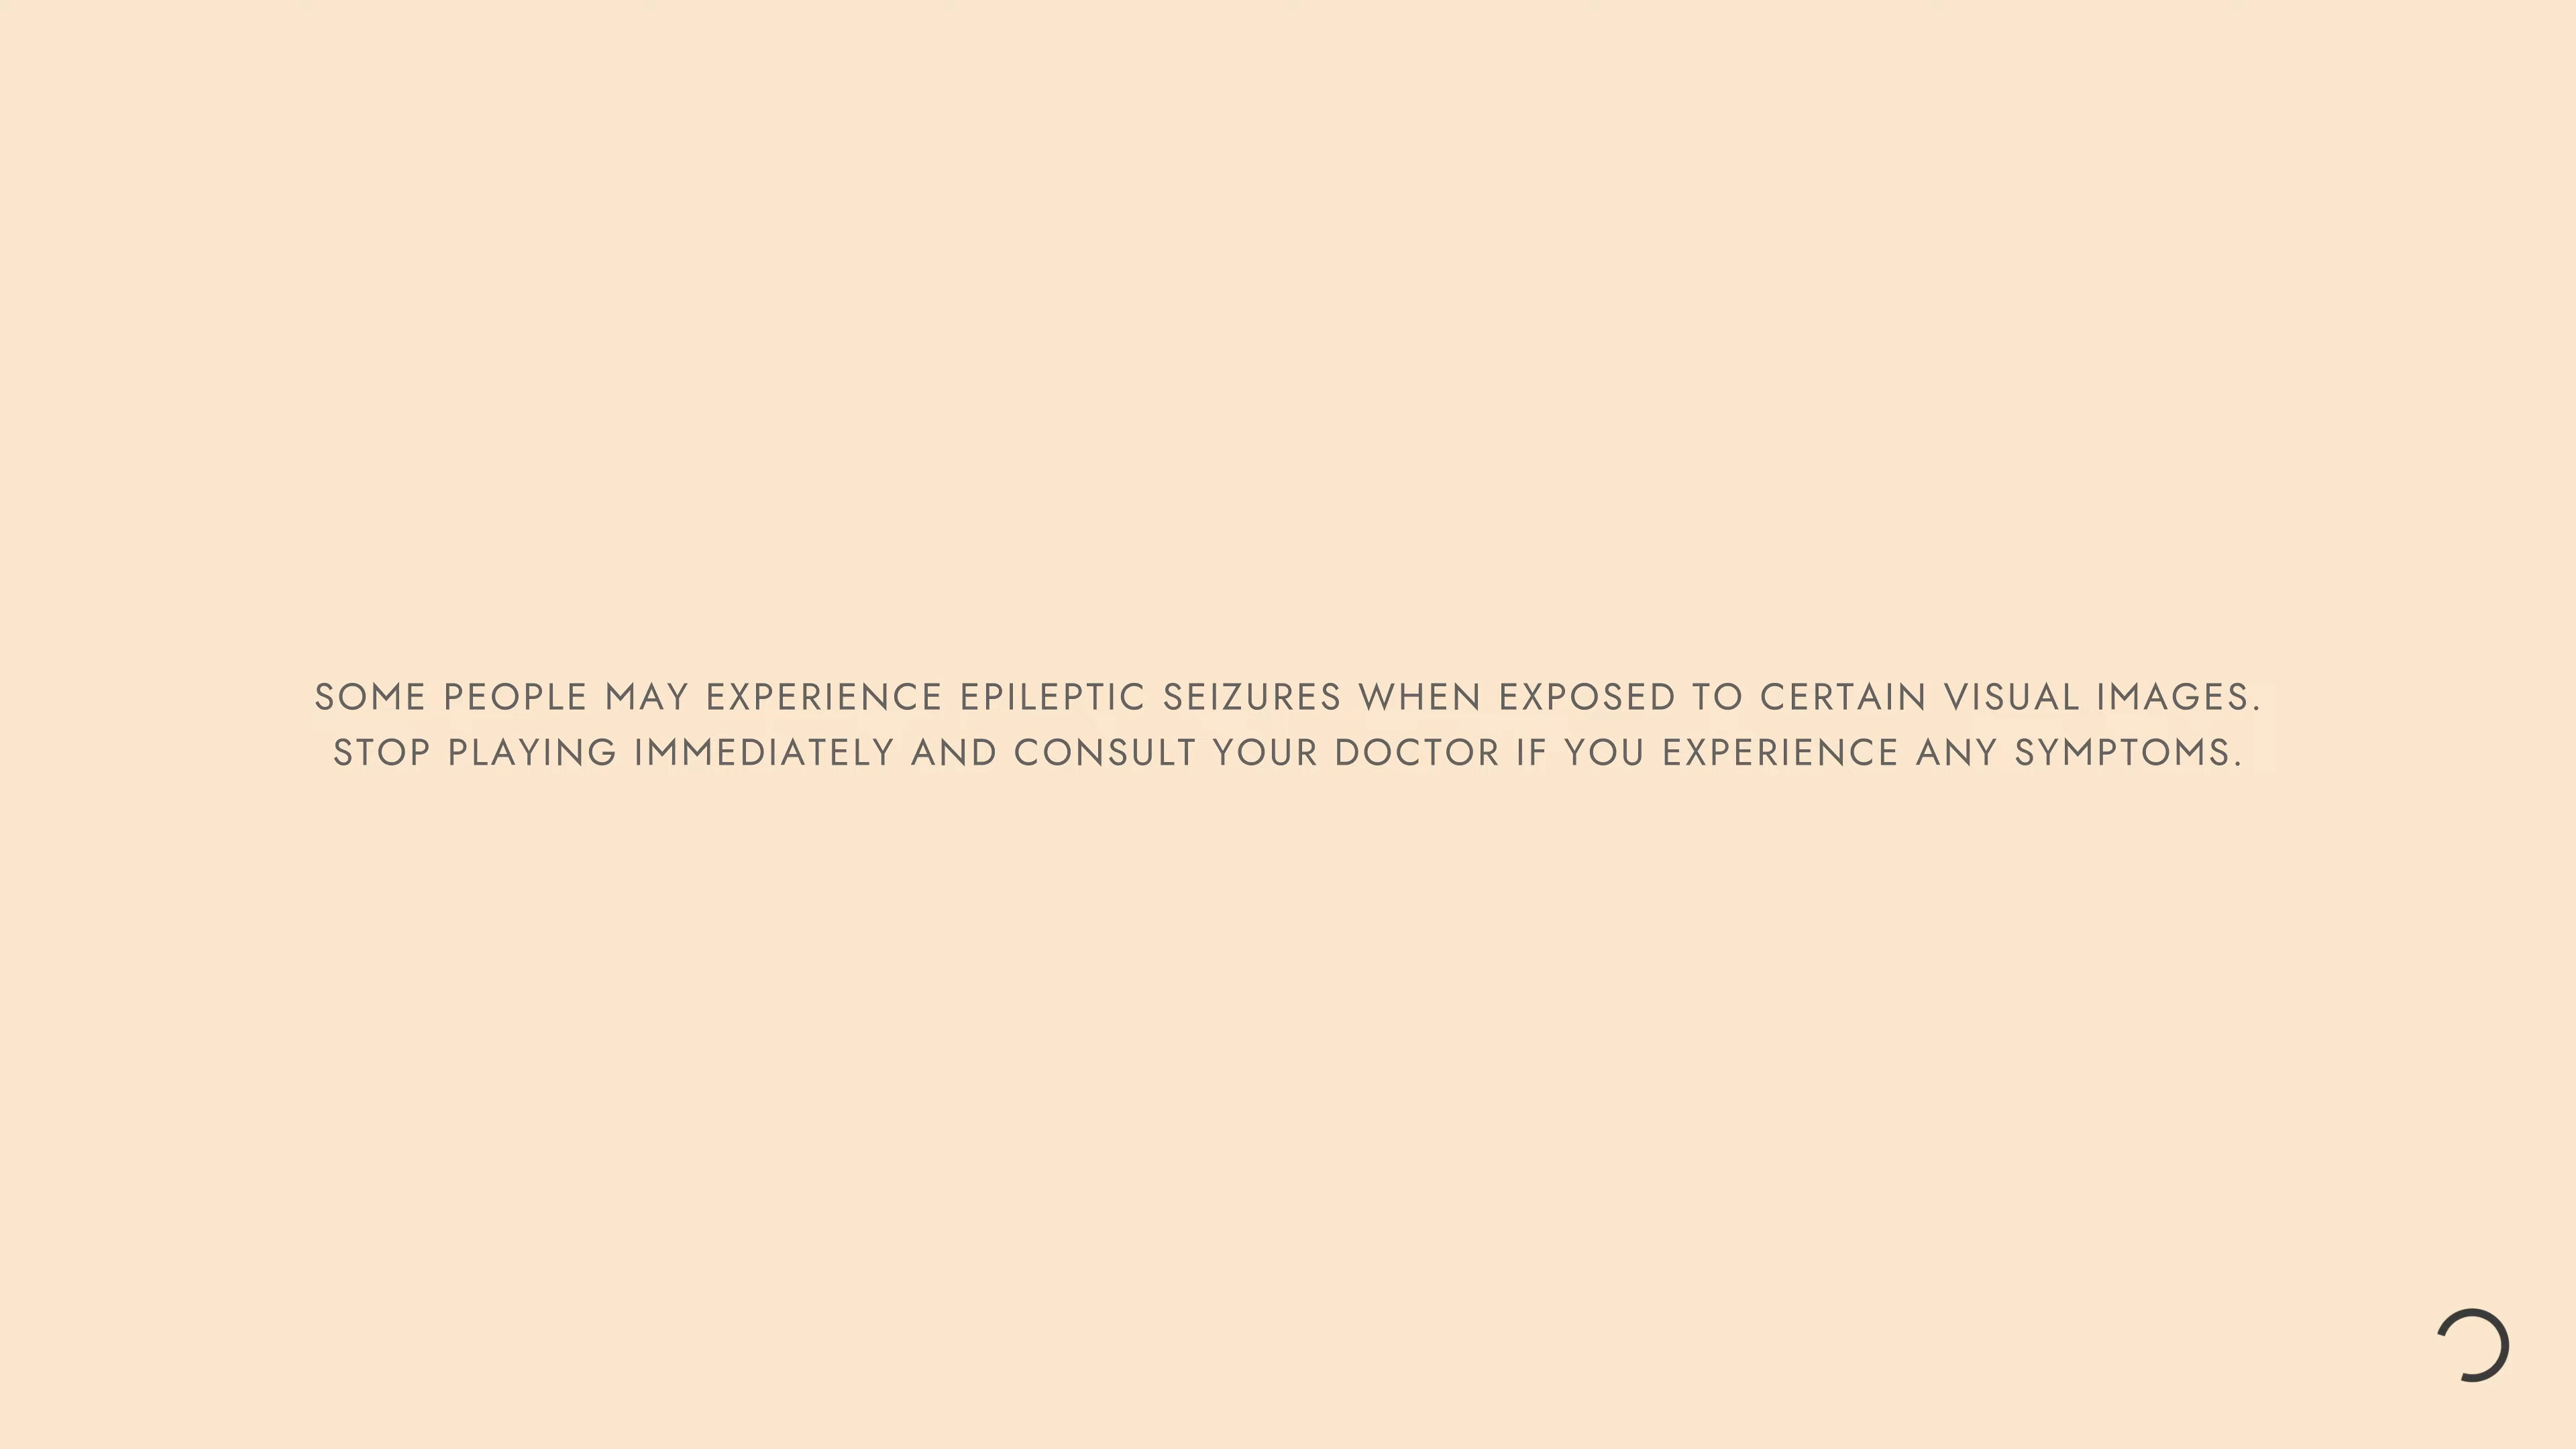 SOME PEOPLE MAY EXPERIENCE EPILEPTIC SEIZURES WHEN EXPOSED TO CERTAIN VISUAL IMAGES.
STOP PLAYING IMMEDIATELY AND CONSULT YOUR DOCTOR IF YOU EXPERIENCE ANY SYMPTOMS.